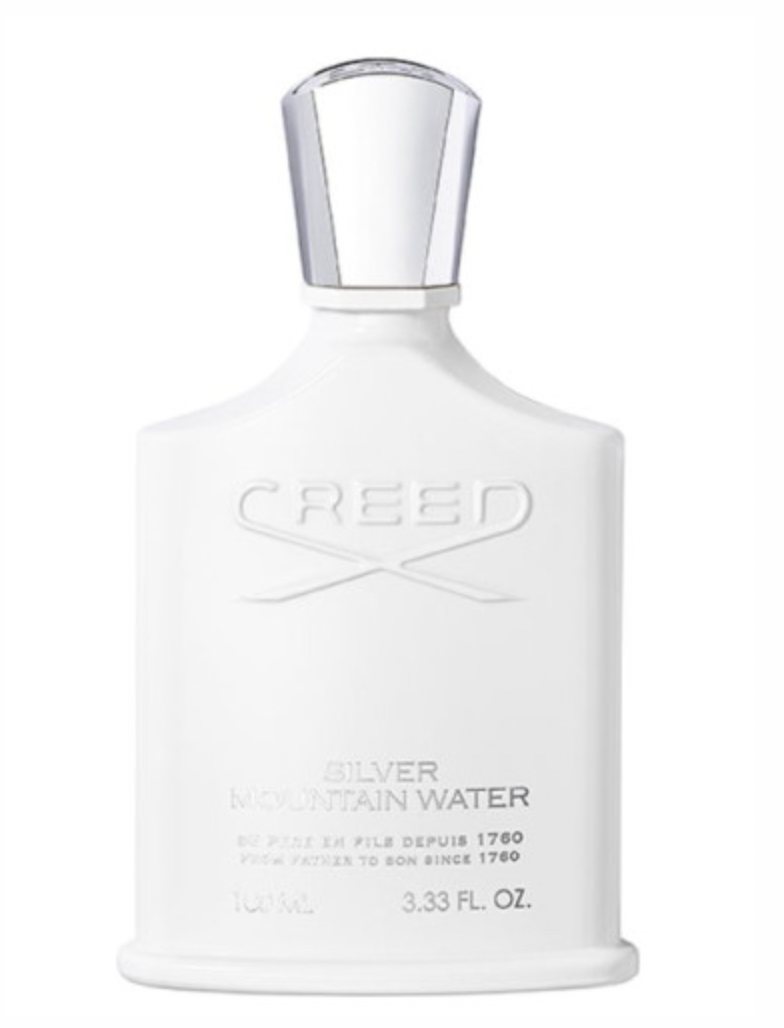 CREED
SILVER
MOUNTAIN WATER
DE PERE EN FILS DEPUIS 1760
FROM FATHER TO SON SINCE 1760
100 ML 3.33 FL. OZ.